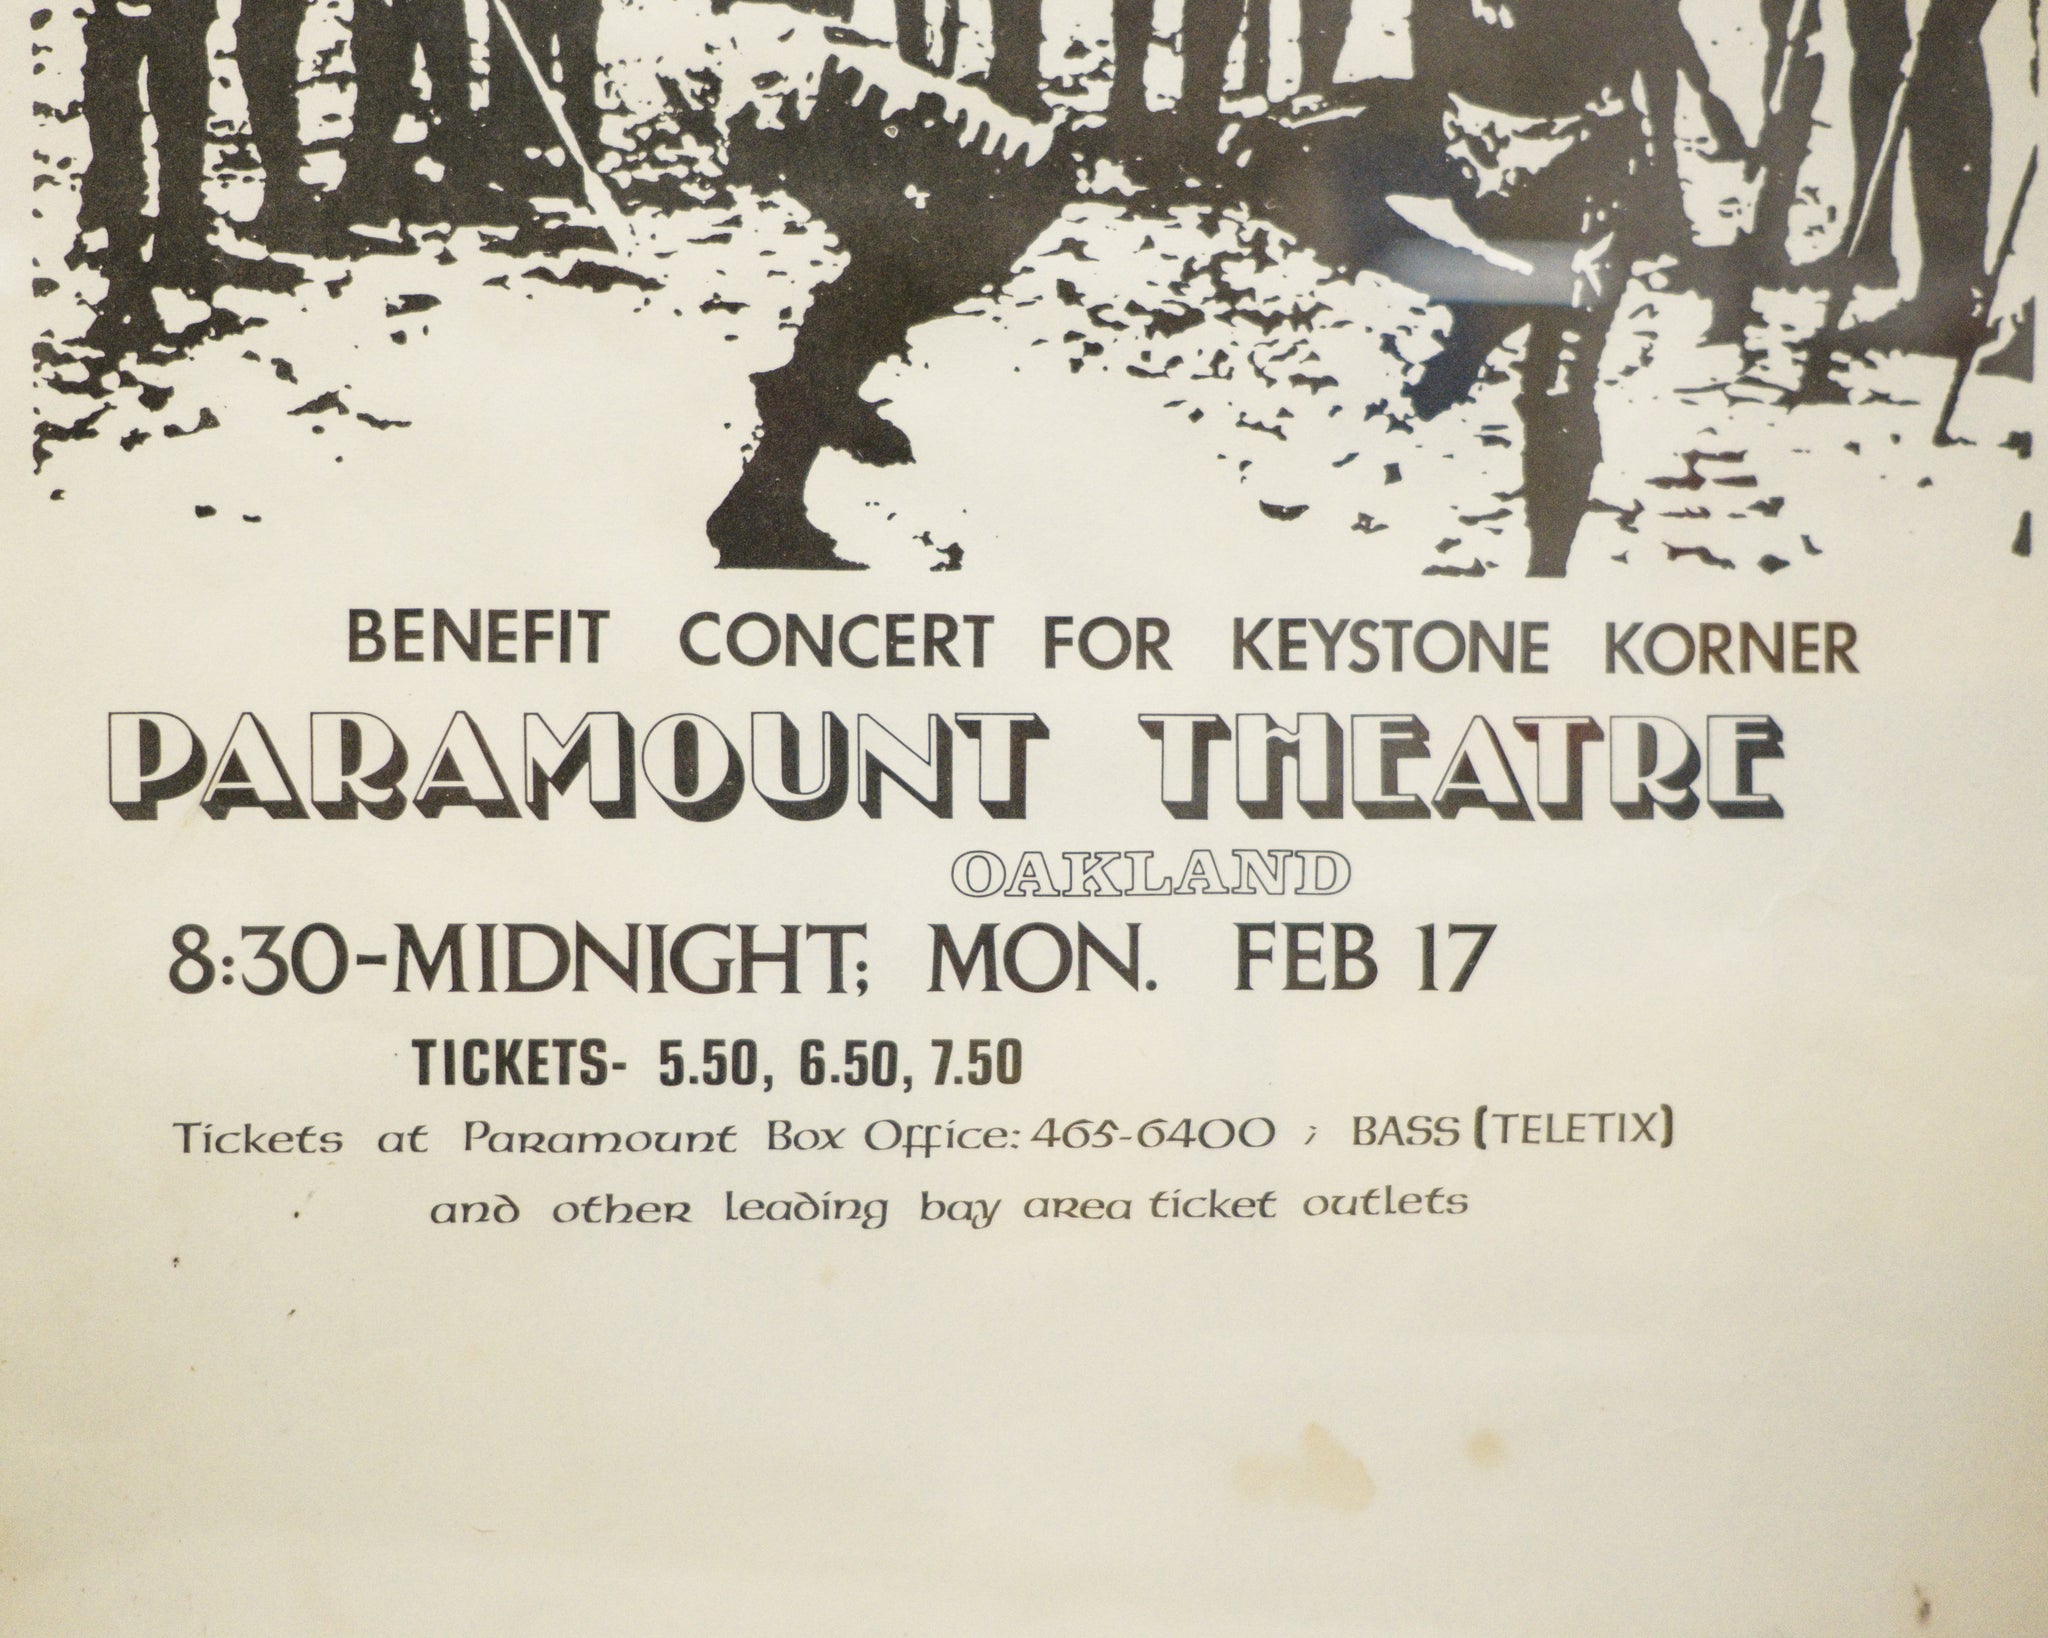 BENEFIT CONCERT FOR KEYSTONE KORNER
PARAMOUNT THEATRE
OAKLAND
8:30-MIDNIGHT; MON. FEB 17
TICKETS- 5.50, 6.50, 7.50
Tickets at Paramount Box Office: 465-6400 ; BASS (TELETIX)
and other leading bay area ticket outlets